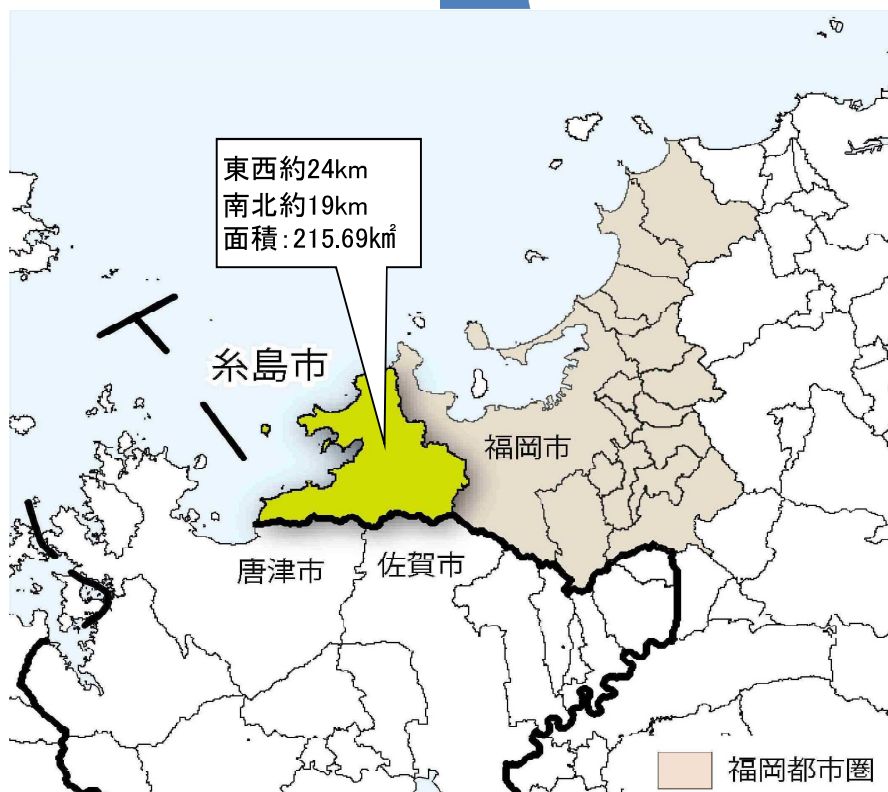 東西約24km
南北約19km
面積:215.69k㎡
糸島市
福岡市
唐津市
佐賀市
福岡都市圏